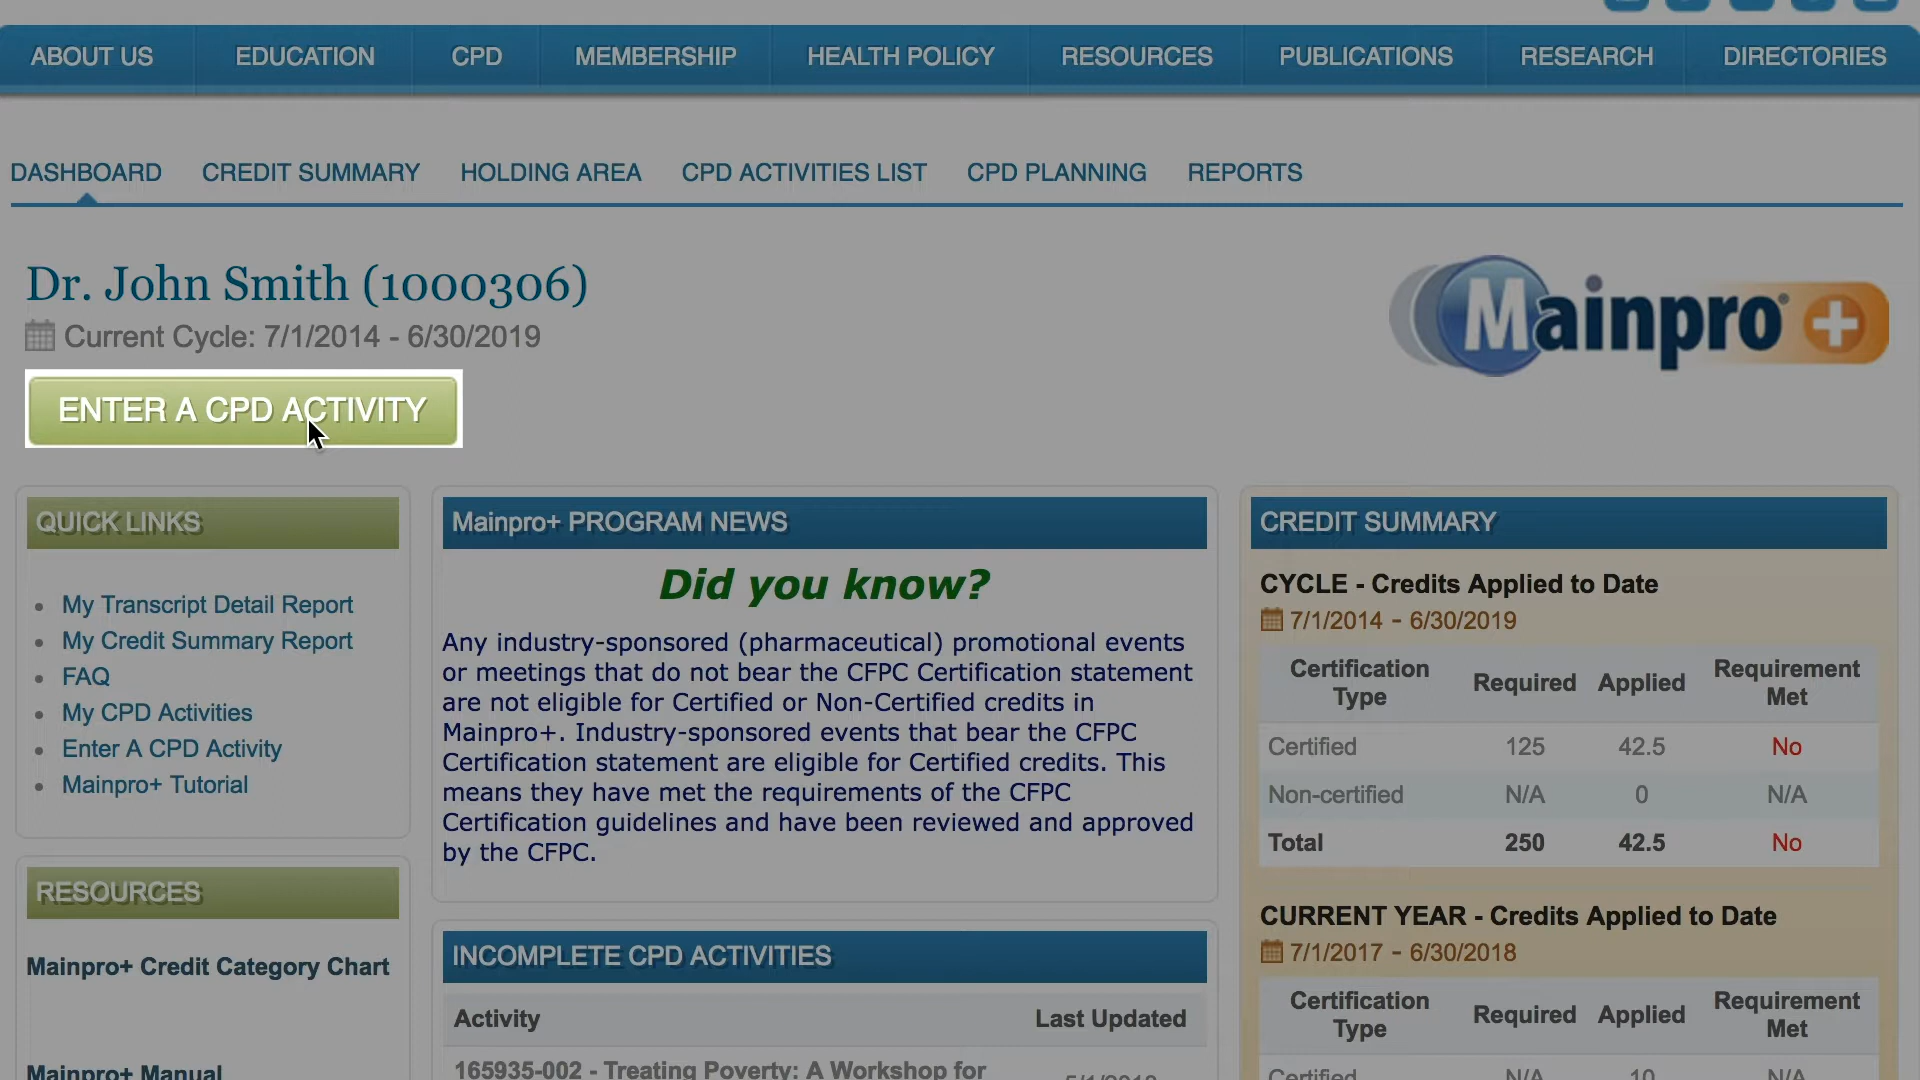 ABOUT US
EDUCATION
CPD
MEMBERSHIP
HEALTH POLICY
RESOURCES
PUBLICATIONS
RESEARCH
DIRECTORIES
DASHBOARD
CREDIT SUMMARY
HOLDING AREA
CPD ACTIVITIES LIST
CPD PLANNING
REPORTS
Dr. John Smith (1000306)
Current Cycle: 7/1/2014 - 6/30/2019
Mainpro+
ENTER A CPD ACTIVITY
QUICK LINKS
My Transcript Detail Report
My Credit Summary Report
FAQ
My CPD Activities
Enter A CPD Activity
Mainpro+ Tutorial
RESOURCES
Mainpro+ Credit Category Chart
Mainpro+ Manual
Mainpro+ PROGRAM NEWS
Did you know?
Any industry-sponsored (pharmaceutical) promotional events
or meetings that do not bear the CFPC Certification statement
are not eligible for Certified or Non-Certified credits in
Mainpro+. Industry-sponsored events that bear the CFPC
Certification statement are eligible for Certified credits. This
means they have met the requirements of the CFPC
Certification guidelines and have been reviewed and approved
by the CFPC.
INCOMPLETE CPD ACTIVITIES
Activity Last Updated
165935-002 - Treating Poverty: A Workshop for
CREDIT SUMMARY
CYCLE - Credits Applied to Date
7/1/2014 - 6/30/2019
Certification Type Required Applied Requirement Met
Certified 125 42.5 No
Non-certified N/A 0 N/A
Total 250 42.5 No
CURRENT YEAR - Credits Applied to Date
7/1/2017 - 6/30/2018
Certification Type Required Applied Requirement Met
Certified N/A 10 N/A